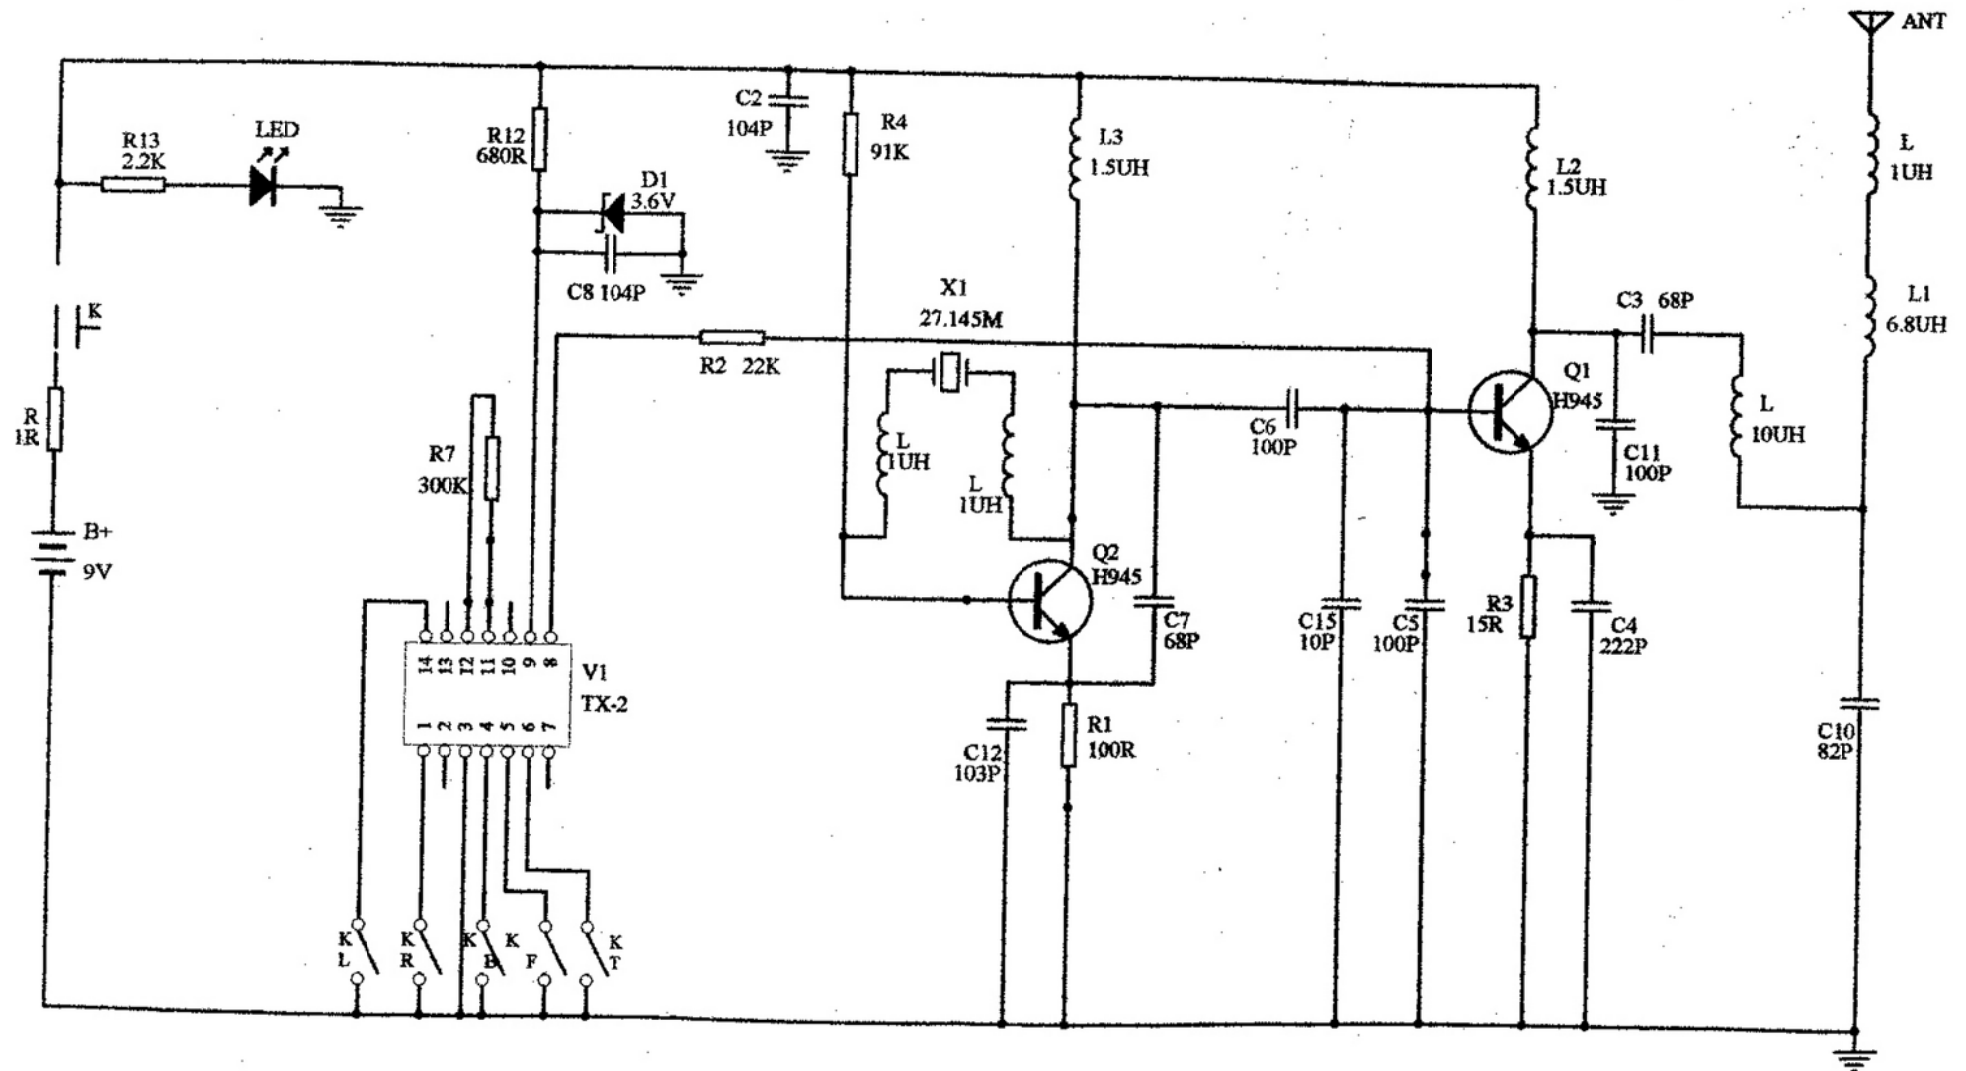 ANT
C2
104P
R4
91K
R13
2.2K
LED
R12
680R
L3
1.5UH
L2
1.5UH
L
1UH
D1
3.6V
C8 104P
K
X1
27.145M
C3 68P
L1
6.8UH
R2 22K
Q1
H945
R
1R
R7
300K
L
1UH
L
1UH
C6
100P
C11
100P
L
10UH
B+
9V
Q2
H945
C7
68P
C15
10P
C5
100P
R3
15R
C4
222P
14 13 12 11 10 9 8
V1
TX-2
1 2 3 4 5 6 7
C12
103P
R1
100R
C10
82P
K
L
K
R
K
B
K
F
K
T